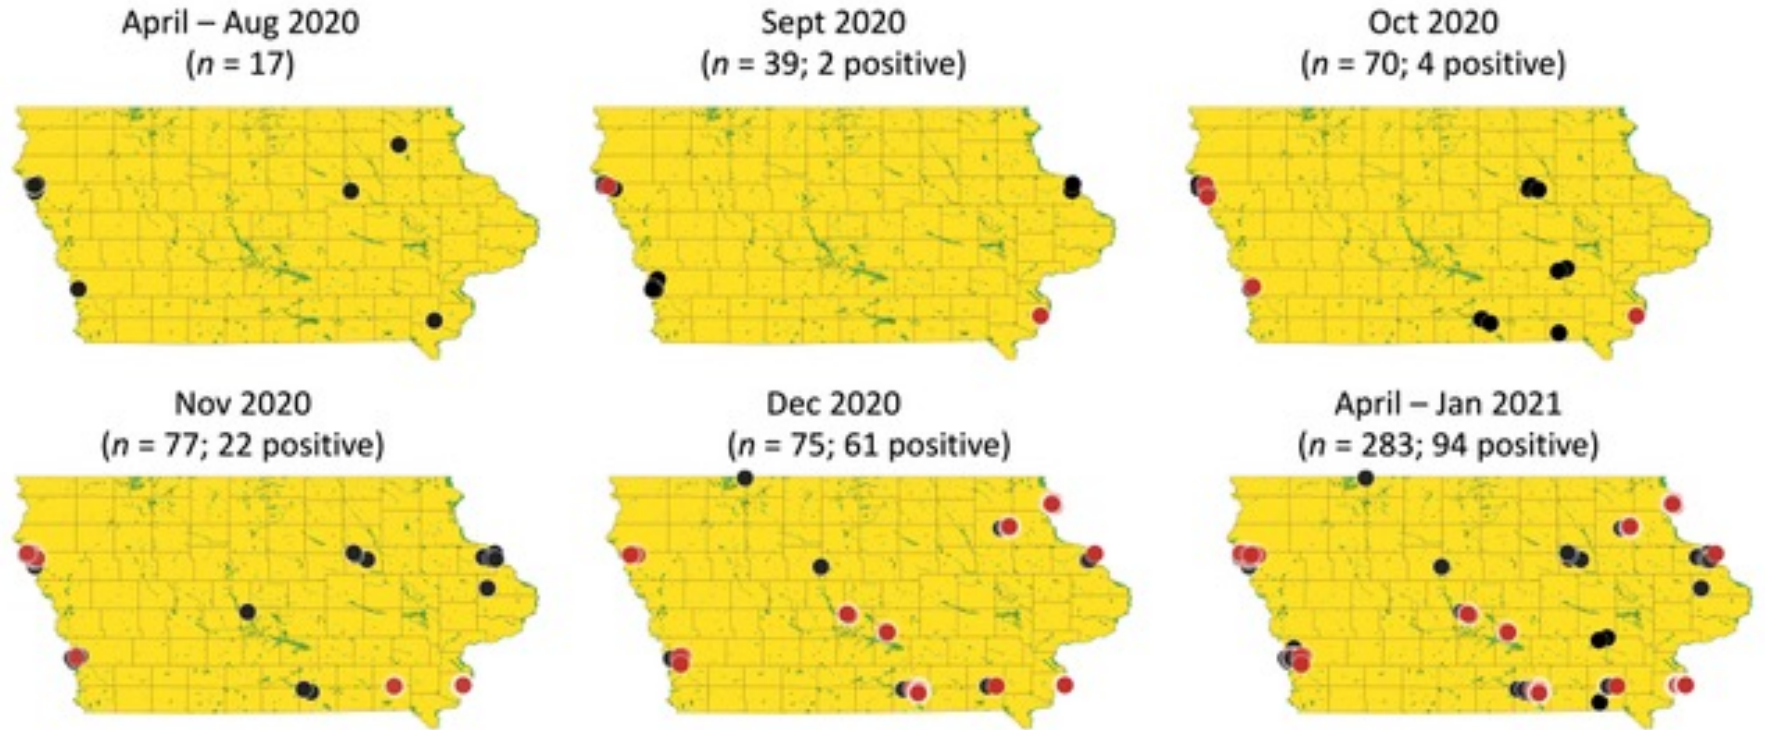 April – Aug 2020
(n = 17)
Sept 2020
(n = 39; 2 positive)
Oct 2020
(n = 70; 4 positive)
Nov 2020
(n = 77; 22 positive)
Dec 2020
(n = 75; 61 positive)
April – Jan 2021
(n = 283; 94 positive)